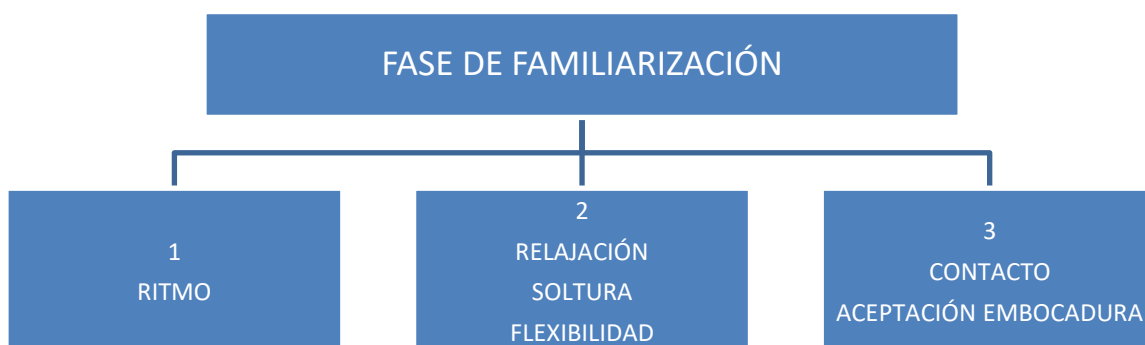 FASE DE FAMILIARIZACIÓN
1
RITMO
2
RELAJACIÓN
SOLTURA
FLEXIBILIDAD
3
CONTACTO
ACEPTACIÓN EMBOCADURA